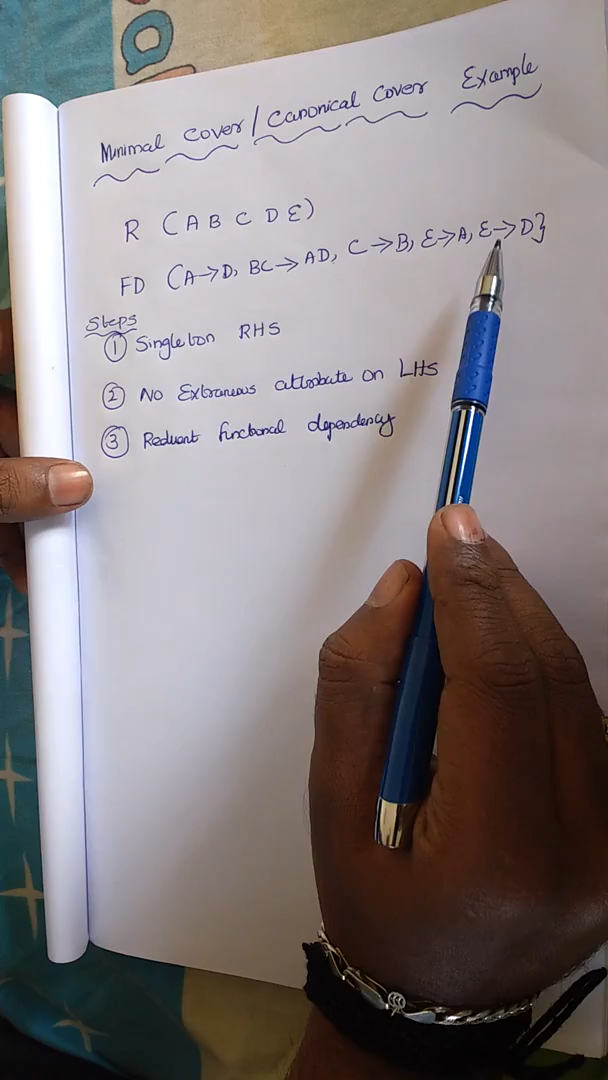 Minimal Cover / Canonical Cover Example
R (A B C D E)
FD (A→D, BC→AD, C→B, E→A, E→D}
Steps
① Singleton RHS
② No Extraneous attribute on LHS
③ Reduant functional dependency